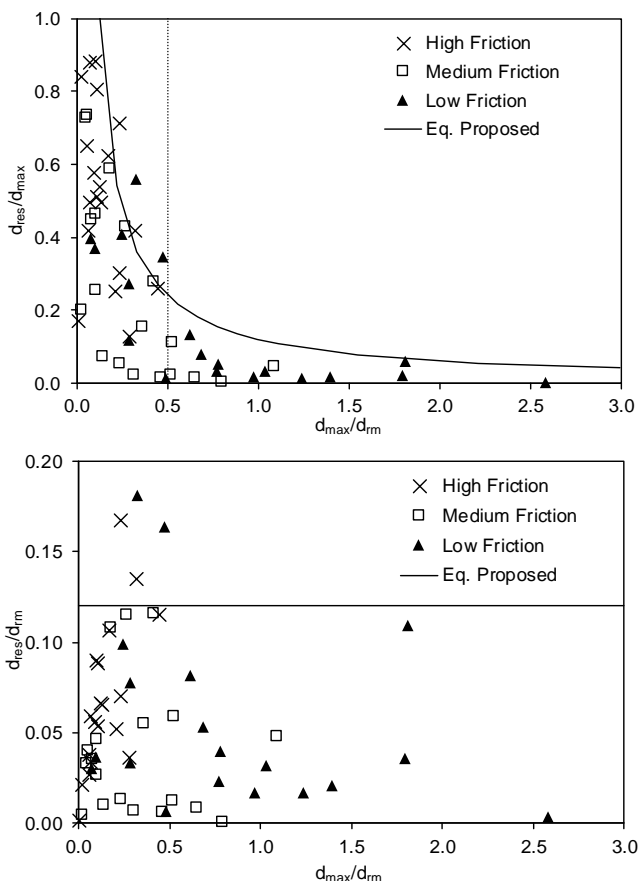 1.0
High Friction
Medium Friction
0.8
Low Friction
Eq. Proposed
0.6
dres/dmax
0.4
0.2
0.0
0.0 0.5 1.0 1.5 2.0 2.5 3.0
dmax/drm
0.20
High Friction
Medium Friction
Low Friction
0.15
Eq. Proposed
dres/drm
0.10
0.05
0.00
0.0 0.5 1.0 1.5 2.0 2.5 3.0
dmax/drm